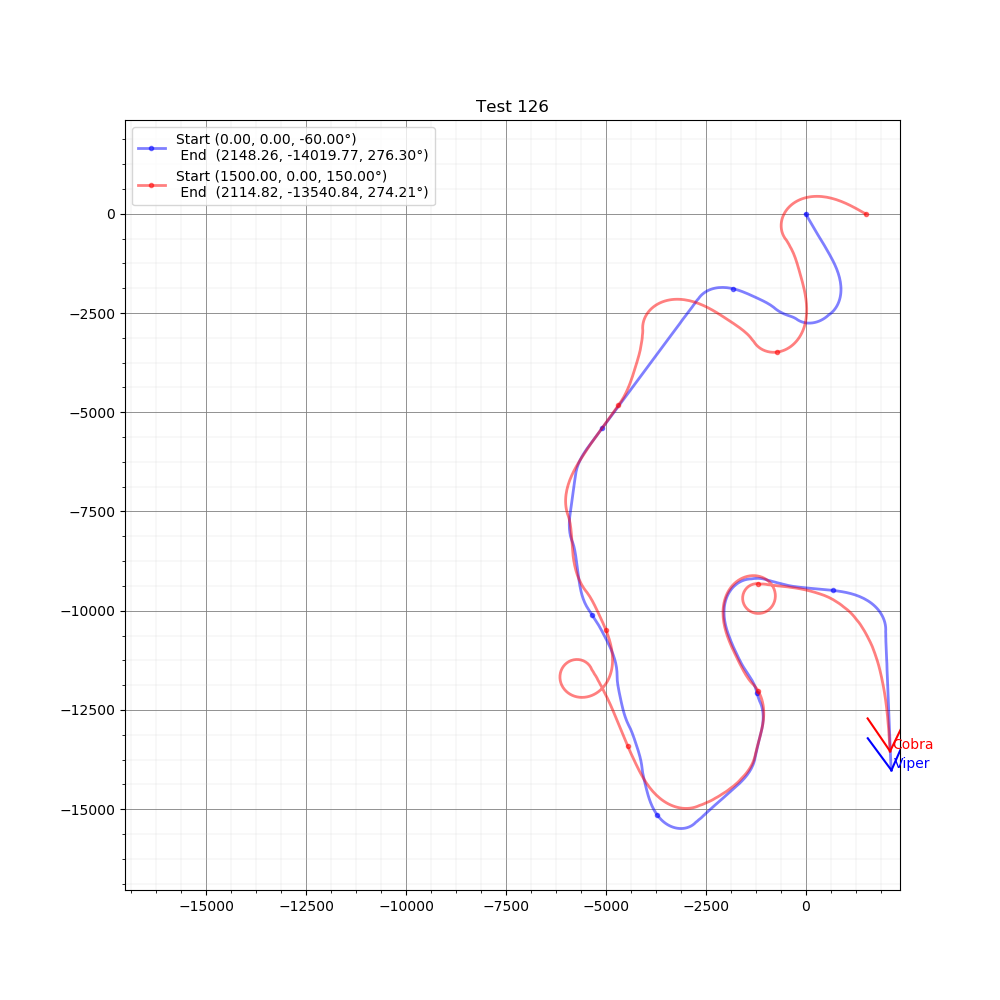 Test 126
Start (0.00, 0.00, -60.00°)
End  (2148.26, -14019.77, 276.30°)
Start (1500.00, 0.00, 150.00°)
End  (2114.82, -13540.84, 274.21°)
0
−2500
−5000
−7500
−10000
−12500
−15000
Cobra
Viper
−15000 −12500 −10000 −7500 −5000 −2500 0